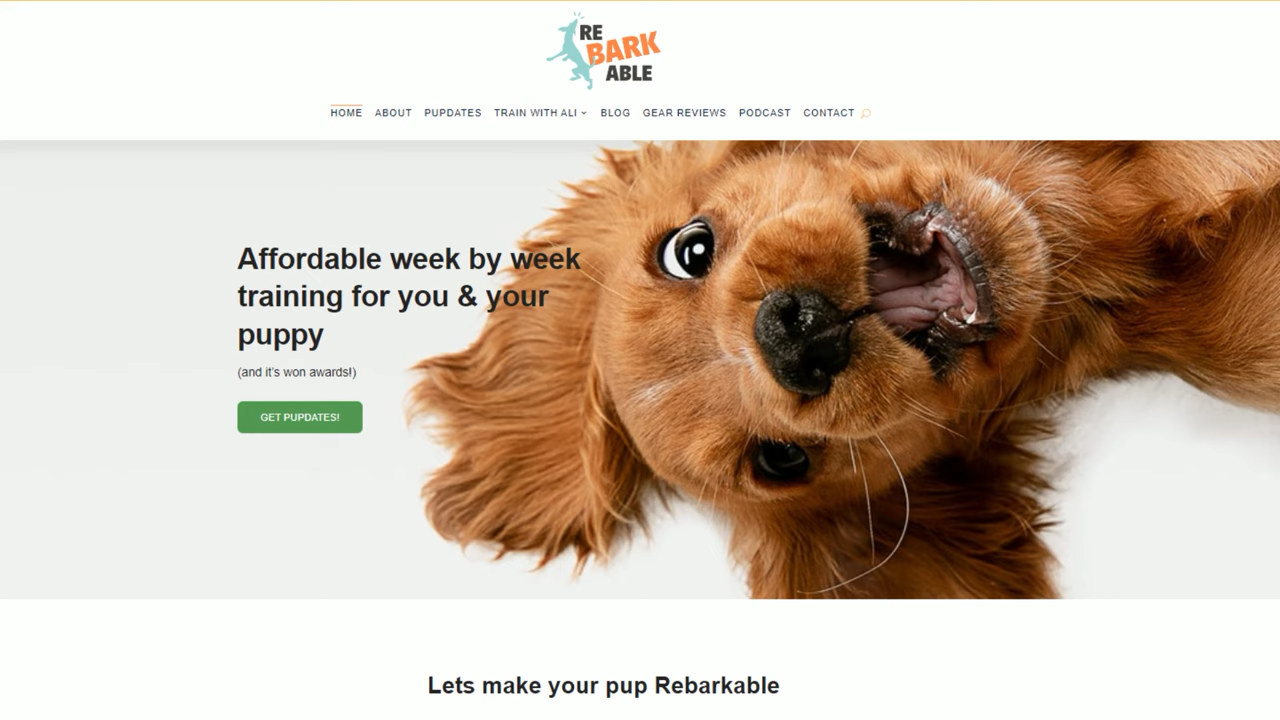 RE
BARK
ABLE
HOME ABOUT PUPDATES TRAIN WITH ALI BLOG GEAR REVIEWS PODCAST CONTACT
Affordable week by week
training for you & your
puppy
(and it's won awards!)
GET PUPDATES!
Lets make your pup Rebarkable